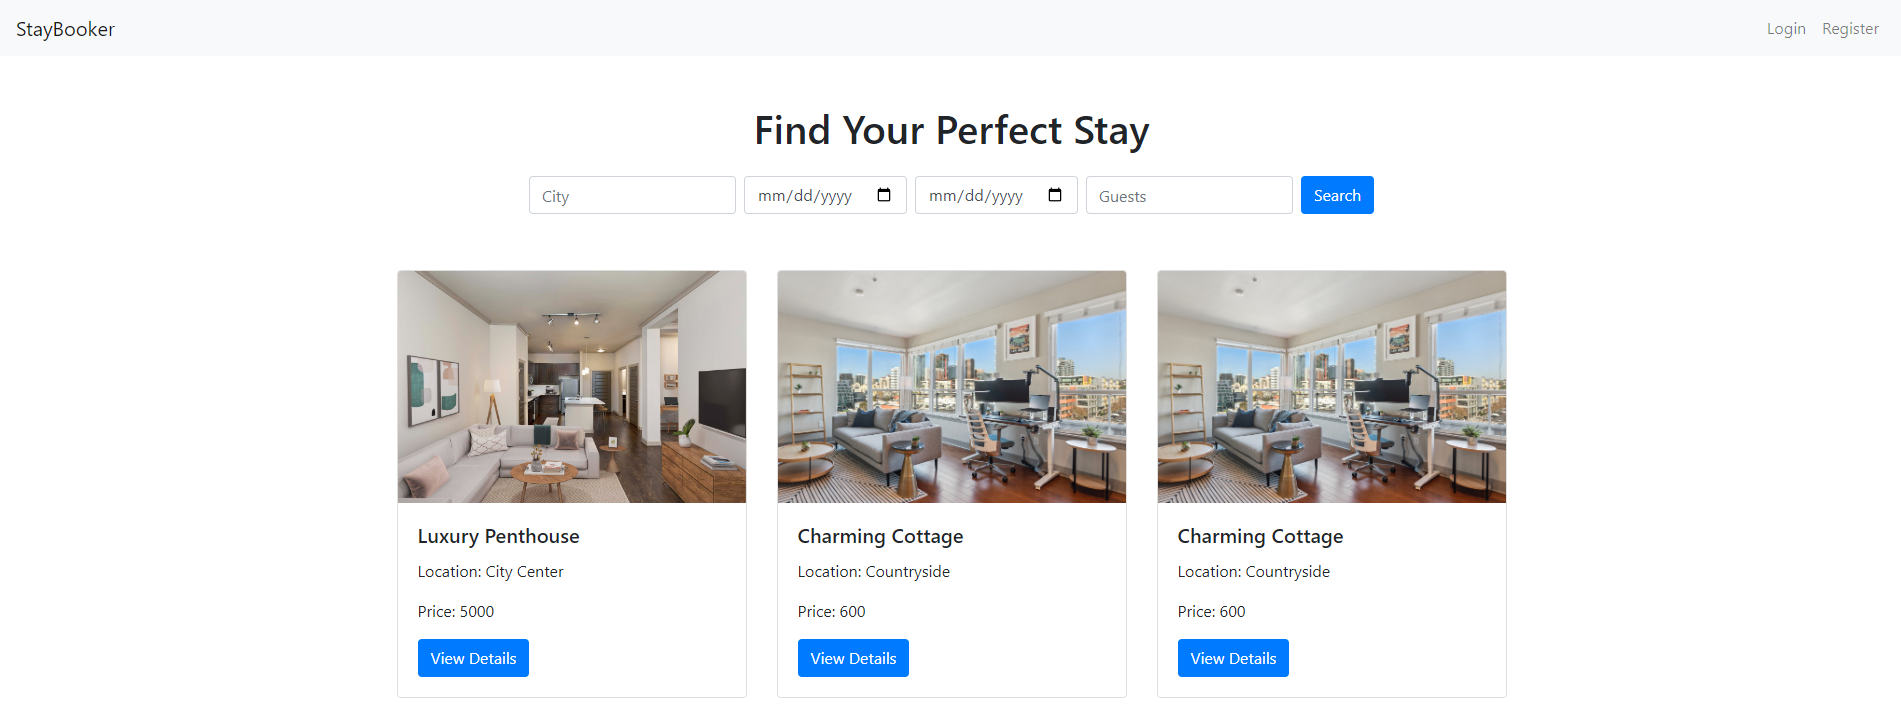 StayBooker
Login Register
Find Your Perfect Stay
City mm/dd/yyyy mm/dd/yyyy Guests Search
Luxury Penthouse
Location: City Center
Price: 5000
View Details
Charming Cottage
Location: Countryside
Price: 600
View Details
Charming Cottage
Location: Countryside
Price: 600
View Details